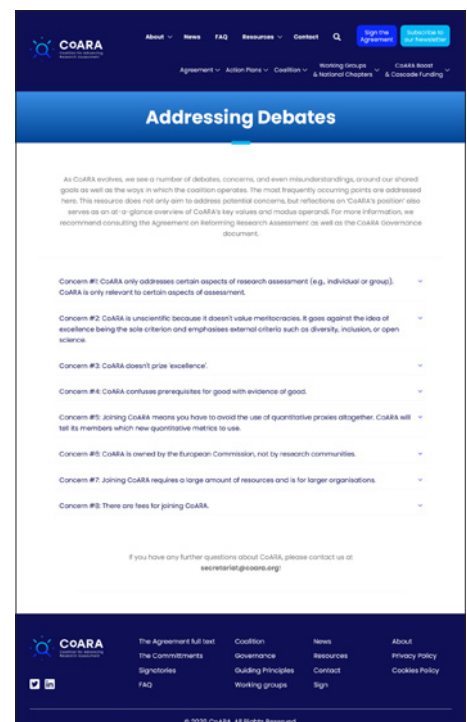 CoARA
Coalition for Advancing
Research Assessment
About
News
FAQ
Resources
Contact
Sign the
Agreement
Subscribe to
our Newsletter
Agreement
Action Plans
Coalition
Working Groups
& National Chapters
CoARA Boost
& Cascade Funding
Addressing Debates
As CoARA evolves, we see a number of debates, concerns, and even misunderstandings, around our shared
goals as well as the ways in which the coalition operates. The most frequently occurring points are addressed
here. This resource does not only aim to address potential concerns, but reflections on 'CoARA's position' also
serves as an at-a-glance overview of CoARA's key values and modus operandi. For more information, we
recommend consulting the Agreement on Reforming Research Assessment as well as the CoARA Governance
document.
Concern #1: CoARA only addresses certain aspects of research assessment (e.g., individual or group).
CoARA is only relevant to certain aspects of assessment.
Concern #2: CoARA is unscientific because it doesn't value meritocracies. It goes against the idea of
excellence being the sole criterion and emphasises external criteria such as diversity, inclusion, or open
science.
Concern #3: CoARA doesn't prize 'excellence'.
Concern #4: CoARA confuses prerequisites for good with evidence of good.
Concern #5: Joining CoARA means you have to avoid the use of quantitative proxies altogether. CoARA will
tell its members which new quantitative metrics to use.
Concern #6: CoARA is owned by the European Commission, not by research communities.
Concern #7: Joining CoARA requires a large amount of resources and is for larger organisations.
Concern #8: There are fees for joining CoARA.
If you have any further questions about CoARA, please contact us at
secretariat@coara.org!
CoARA
Coalition for Advancing
Research Assessment
The Agreement full text
The Committments
Signatories
FAQ
Coalition
Governance
Guiding Principles
Working groups
News
Resources
Contact
Sign
About
Privacy Policy
Cookies Policy
CoARA. All Rights Reserved